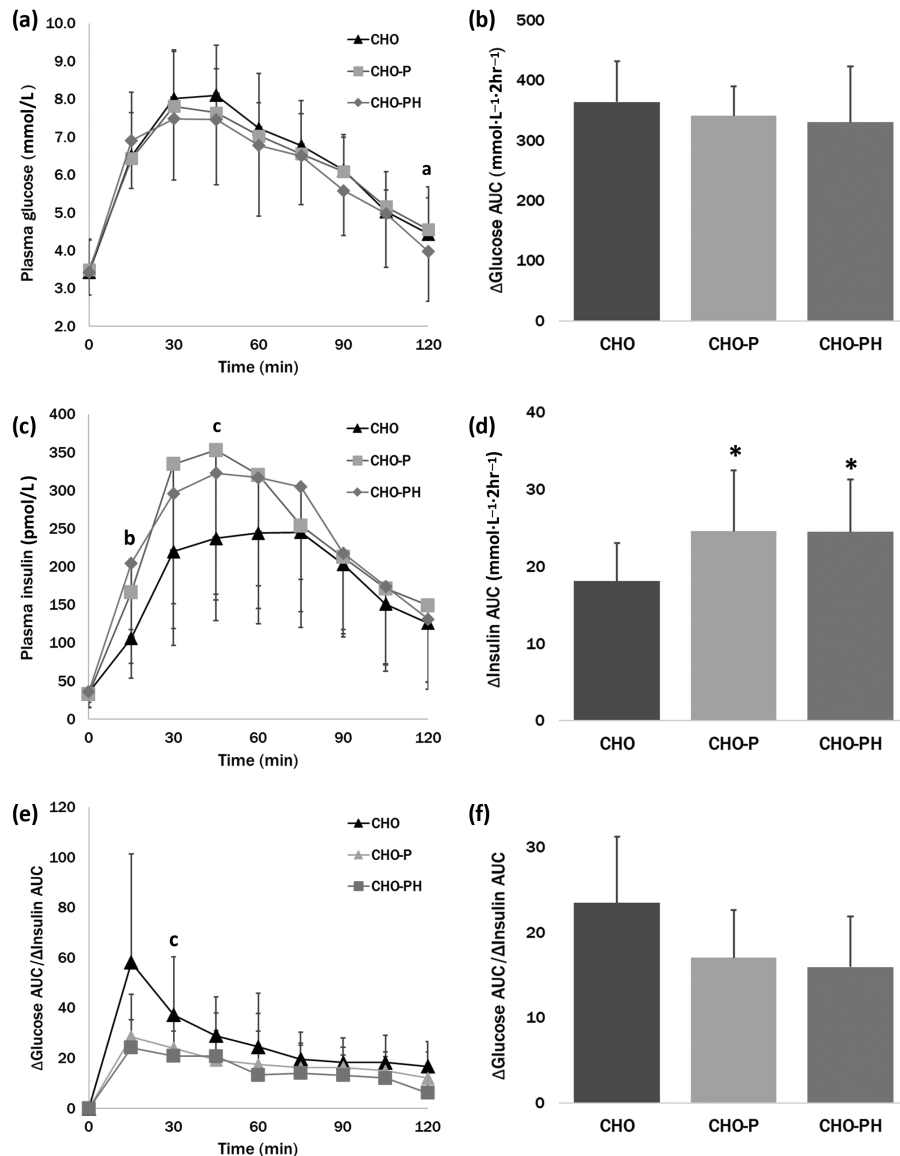 (a)
Plasma glucose (mmol/L)
10.0
9.0
8.0
7.0
6.0
5.0
4.0
3.0
2.0
0
30
60
90
120
Time (min)
CHO
CHO-P
CHO-PH
a
(b)
ΔGlucose AUC (mmol·L⁻¹·2hr⁻¹)
500
400
300
200
100
0
CHO
CHO-P
CHO-PH
(c)
Plasma insulin (pmol/L)
400
350
300
250
200
150
100
50
0
0
30
60
90
120
Time (min)
CHO
CHO-P
CHO-PH
b
c
(d)
ΔInsulin AUC (mmol·L⁻¹·2hr⁻¹)
40
30
20
10
0
*
*
CHO
CHO-P
CHO-PH
(e)
ΔGlucose AUC/ΔInsulin AUC
120
100
80
60
40
20
0
0
30
60
90
120
Time (min)
CHO
CHO-P
CHO-PH
c
(f)
ΔGlucose AUC/ΔInsulin AUC
30
20
10
0
CHO
CHO-P
CHO-PH